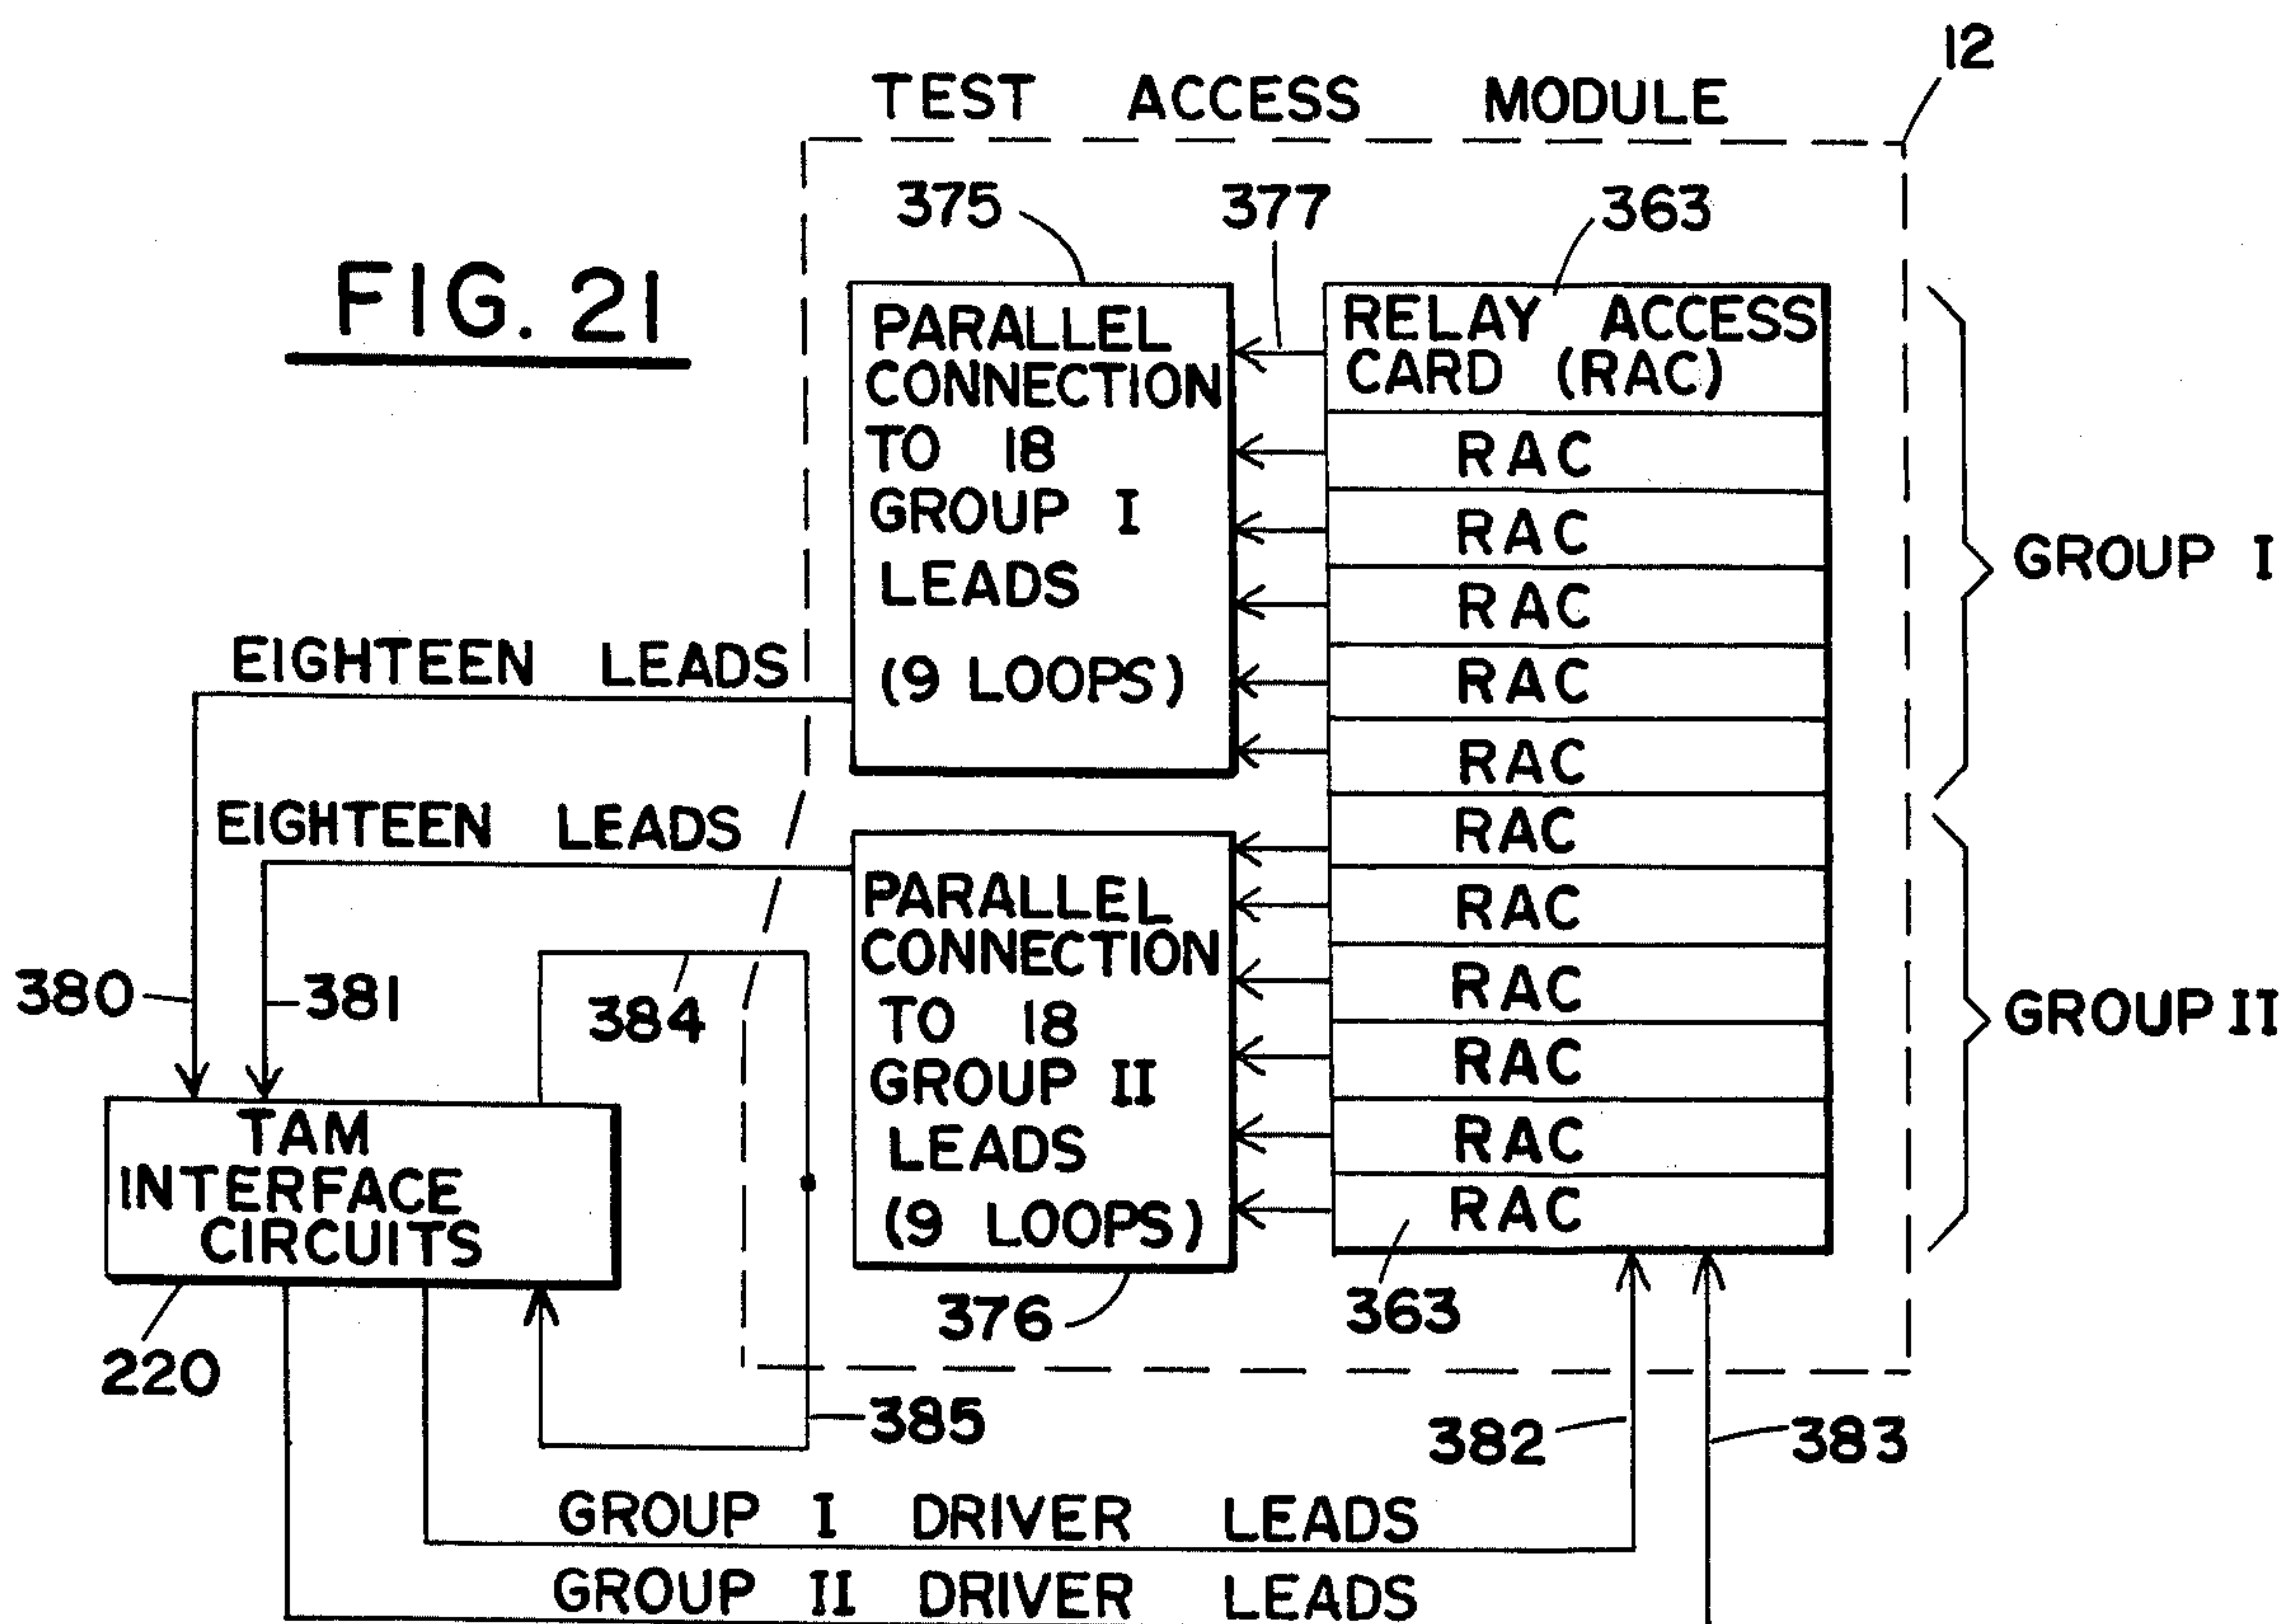 12
TEST ACCESS MODULE
375
377
363
FIG. 21
PARALLEL
CONNECTION
TO 18
GROUP I
LEADS
(9 LOOPS)
RELAY ACCESS
CARD (RAC)
RAC
RAC
RAC
RAC
RAC
RAC
RAC
RAC
RAC
RAC
RAC
GROUP I
GROUP II
EIGHTEEN LEADS
EIGHTEEN LEADS
PARALLEL
CONNECTION
TO 18
GROUP II
LEADS
(9 LOOPS)
380
381
384
TAM
INTERFACE
CIRCUITS
220
376
363
385
382
383
GROUP I DRIVER LEADS
GROUP II DRIVER LEADS